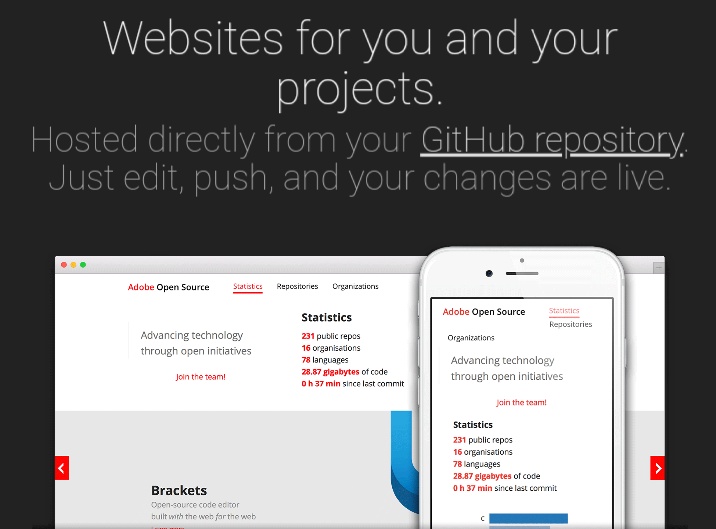 Websites for you and your
projects.
Hosted directly from your GitHub repository.
Just edit, push, and your changes are live.
Adobe Open Source Statistics Repositories Organizations
Advancing technology
through open initiatives
Join the team!
Statistics
231 public repos
16 organisations
78 languages
28.87 gigabytes of code
0 h 37 min since last commit
Brackets
Open-source code editor
built with the web for the web
Adobe Open Source Statistics
Repositories
Organizations
Advancing technology
through open initiatives
Join the team!
Statistics
231 public repos
16 organisations
78 languages
28.87 gigabytes of code
0 h 37 min since last commit
C